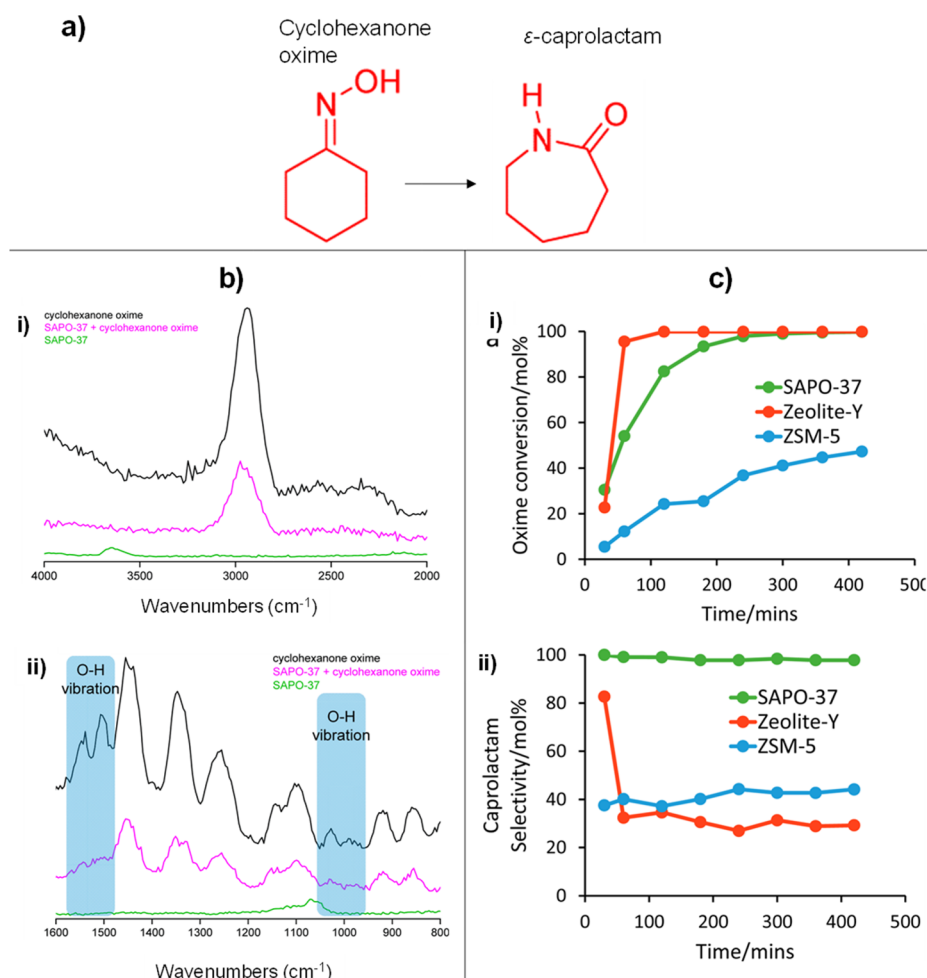 a)
Cyclohexanone
oxime
ε-caprolactam
N
OH
H
N
O
b)
i)
cyclohexanone oxime
SAPO-37 + cyclohexanone oxime
SAPO-37
4000 3500 3000 2500 2000
Wavenumbers (cm-1)
ii)
O-H
vibration
cyclohexanone oxime
SAPO-37 + cyclohexanone oxime
SAPO-37
O-H
vibration
1600 1500 1400 1300 1200 1100 1000 900 800
Wavenumbers (cm-1)
c)
i)
Oxime conversion/mol%
100
80
60
40
20
0
SAPO-37
Zeolite-Y
ZSM-5
0 100 200 300 400 500
Time/mins
ii)
Caprolactam
Selectivity/mol%
100
80
60
40
20
0
SAPO-37
Zeolite-Y
ZSM-5
0 100 200 300 400 500
Time/mins